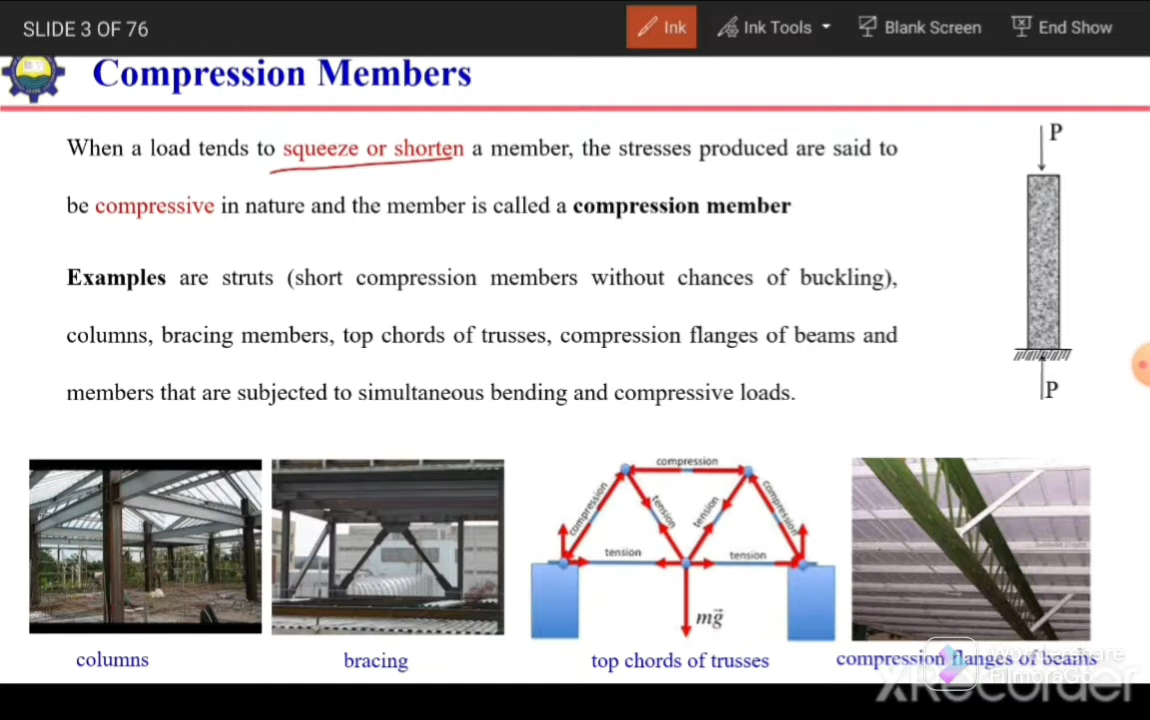 SLIDE 3 OF 76
Ink
Ink Tools
Blank Screen
End Show
Compression Members
When a load tends to squeeze or shorten a member, the stresses produced are said to
be compressive in nature and the member is called a compression member
Examples are struts (short compression members without chances of buckling),
columns, bracing members, top chords of trusses, compression flanges of beams and
members that are subjected to simultaneous bending and compressive loads.
P
P
compression
compression
tension
tension
compression
tension
tension
mg⃗
columns
bracing
top chords of trusses
compression flanges of beams
Wondershare
FilmoraGo
XRecorder